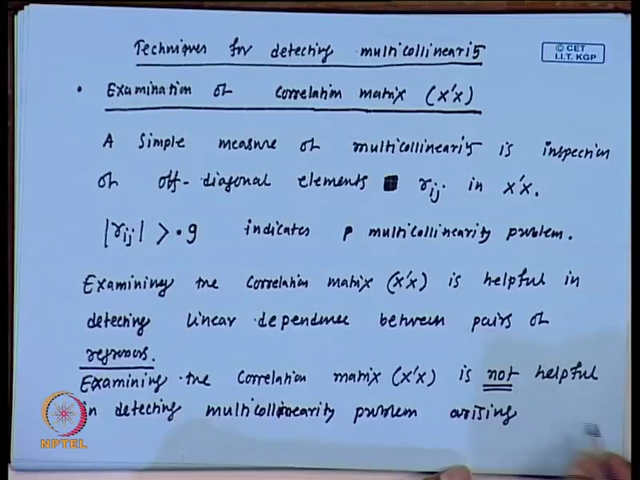 Techniques for detecting multicollinearity
© CET
I.I.T. KGP
• Examination of Correlation matrix (X'X)
A simple measure of multicollinearity is inspection
of off-diagonal elements rij in X'X.
|rij| > .9 indicates multicollinearity problem.
Examining the Correlation matrix (X'X) is helpful in
detecting linear dependence between pairs of
regressors.
Examining the Correlation matrix (X'X) is not helpful
in detecting multicollinearity problem arising
NPTEL